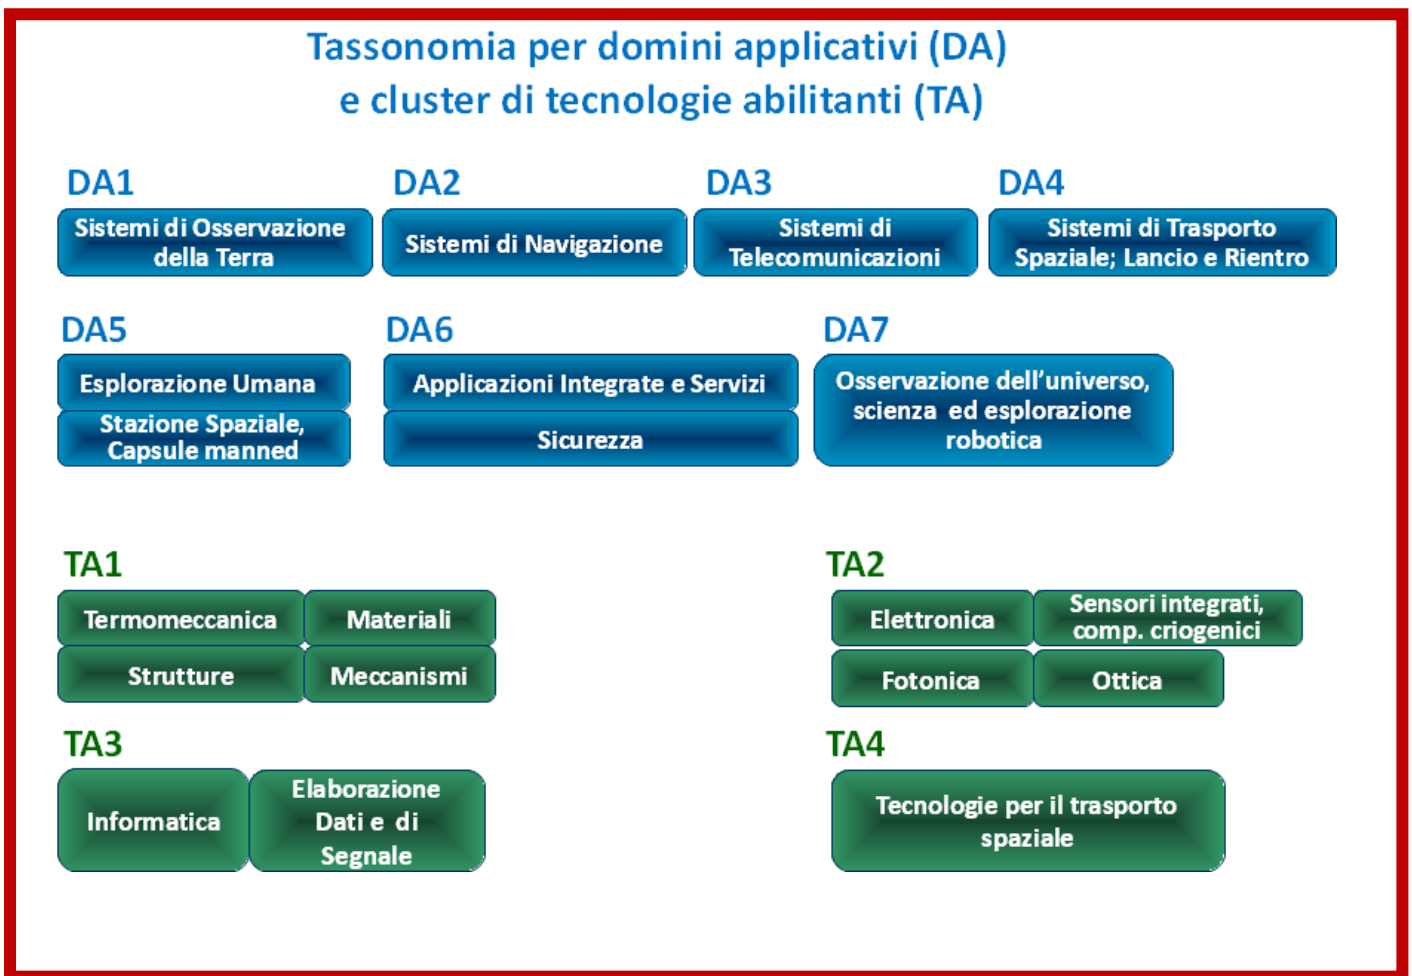 Tassonomia per domini applicativi (DA)
e cluster di tecnologie abilitanti (TA)
DA1
DA2
DA3
DA4
Sistemi di Osservazione
della Terra
Sistemi di Navigazione
Sistemi di
Telecomunicazioni
Sistemi di Trasporto
Spaziale; Lancio e Rientro
DA5
DA6
DA7
Esplorazione Umana
Stazione Spaziale,
Capsule manned
Applicazioni Integrate e Servizi
Sicurezza
Osservazione dell'universo,
scienza ed esplorazione
robotica
TA1
TA2
Termomeccanica
Materiali
Strutture
Meccanismi
Elettronica
Sensori integrati,
comp. criogenici
Fotonica
Ottica
TA3
TA4
Informatica
Elaborazione
Dati e di
Segnale
Tecnologie per il trasporto
spaziale